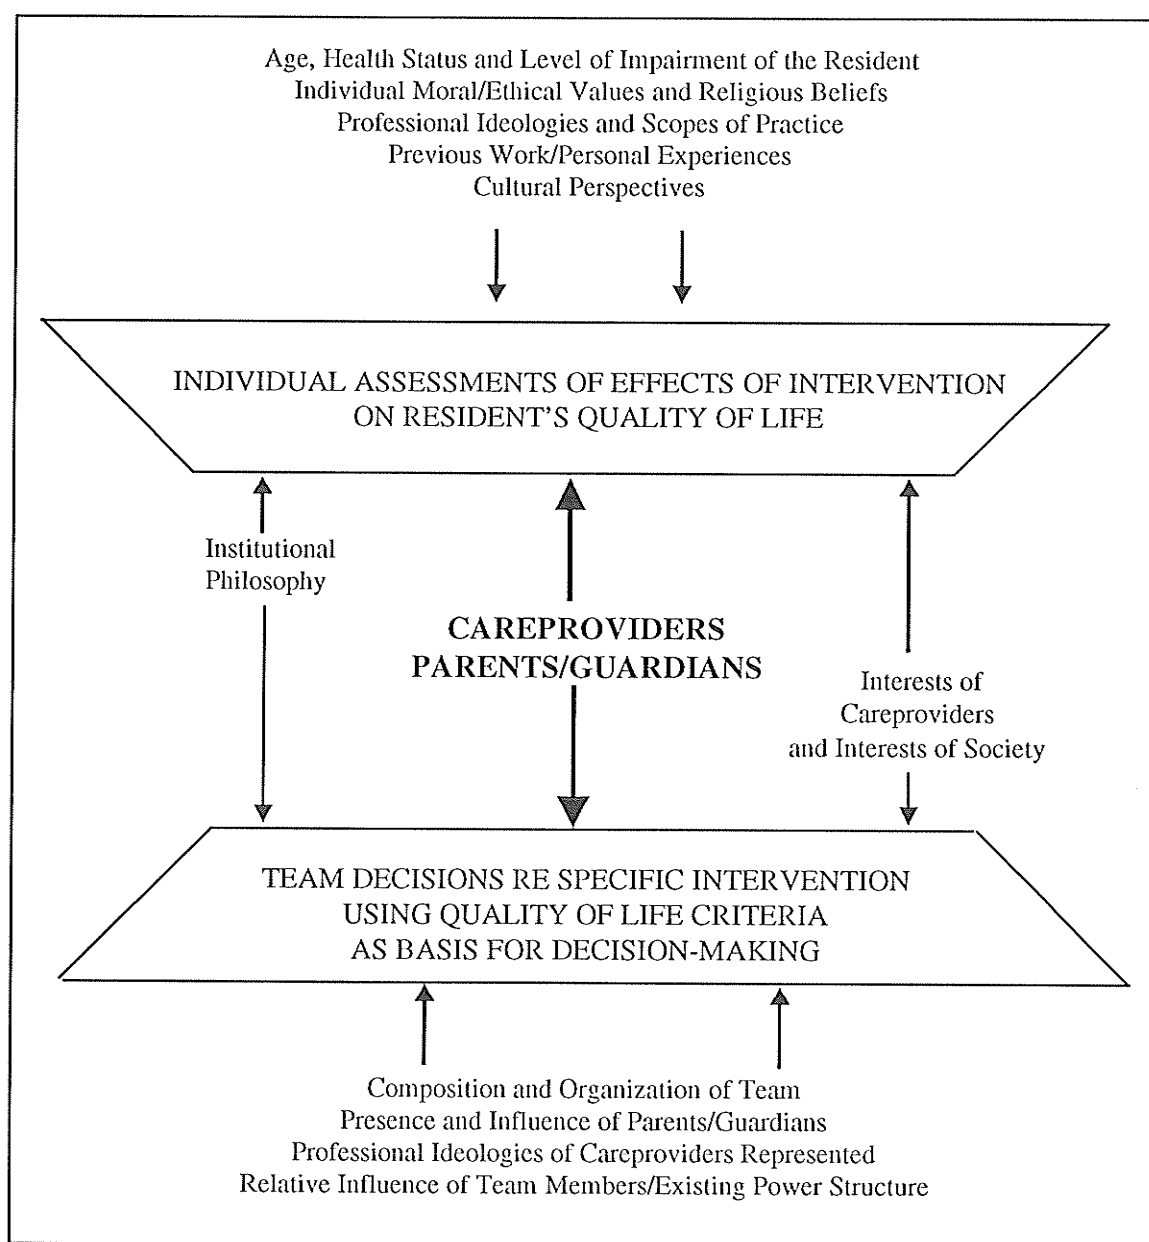 Age, Health Status and Level of Impairment of the Resident
Individual Moral/Ethical Values and Religious Beliefs
Professional Ideologies and Scopes of Practice
Previous Work/Personal Experiences
Cultural Perspectives
INDIVIDUAL ASSESSMENTS OF EFFECTS OF INTERVENTION
ON RESIDENT'S QUALITY OF LIFE
Institutional
Philosophy
CAREPROVIDERS
PARENTS/GUARDIANS
Interests of
Careproviders
and Interests of Society
TEAM DECISIONS RE SPECIFIC INTERVENTION
USING QUALITY OF LIFE CRITERIA
AS BASIS FOR DECISION-MAKING
Composition and Organization of Team
Presence and Influence of Parents/Guardians
Professional Ideologies of Careproviders Represented
Relative Influence of Team Members/Existing Power Structure